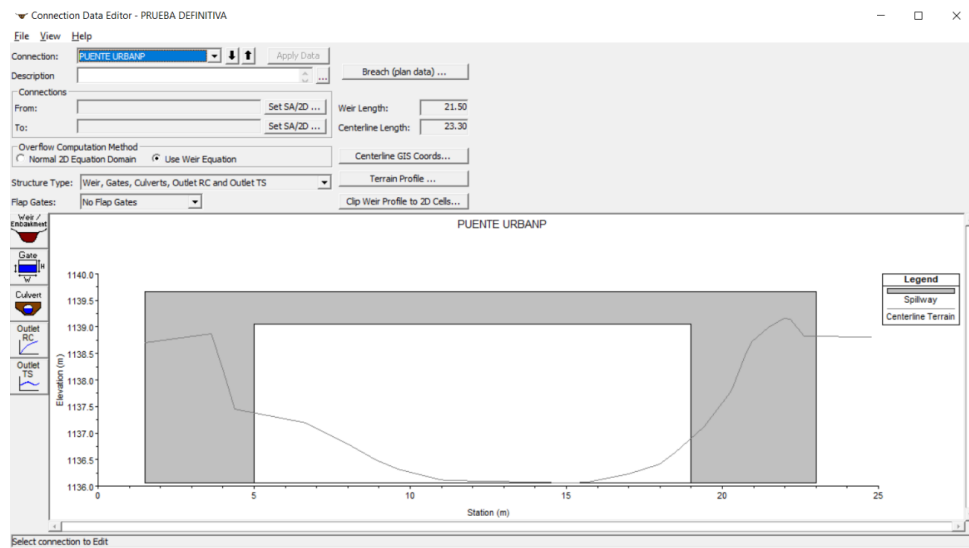 Connection Data Editor - PRUEBA DEFINITIVA
File View Help
Connection: PUENTE URBANP Apply Data
Description ... Breach (plan data) ...
Connections
From: Set SA/2D ... Weir Length: 21.50
To: Set SA/2D ... Centerline Length: 23.30
Overflow Computation Method
Normal 2D Equation Domain Use Weir Equation Centerline GIS Coords...
Structure Type: Weir, Gates, Culverts, Outlet RC and Outlet TS Terrain Profile ...
Flap Gates: No Flap Gates Clip Weir Profile to 2D Cells...
Weir / Embankment
Gate
H
W
Culvert
Outlet RC
Outlet TS
PUENTE URBANP
1140.0
1139.5
1139.0
1138.5
1138.0
1137.5
1137.0
1136.5
1136.0
Elevation (m)
0 5 10 15 20 25
Station (m)
Legend
Spillway
Centerline Terrain
Select connection to Edit